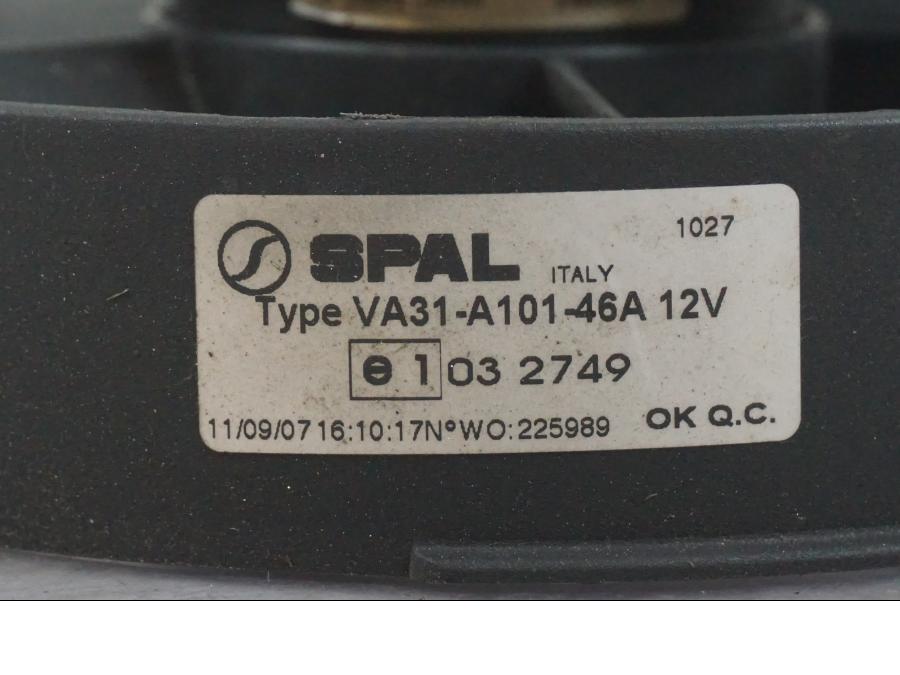 1027
SPAL ITALY
Type VA31-A101-46A 12V
e 1 03 2749
11/09/07 16:10:17 N° WO: 225989 OK Q.C.